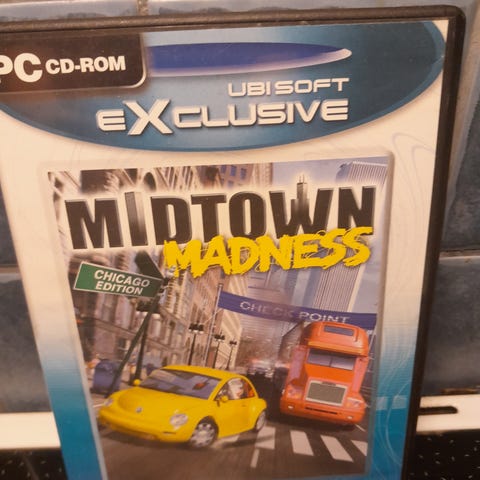 PC CD-ROM
UBI SOFT
eXCLUSIVE
MIDTOWN
MADNESS
CHICAGO
EDITION
CHECK POINT